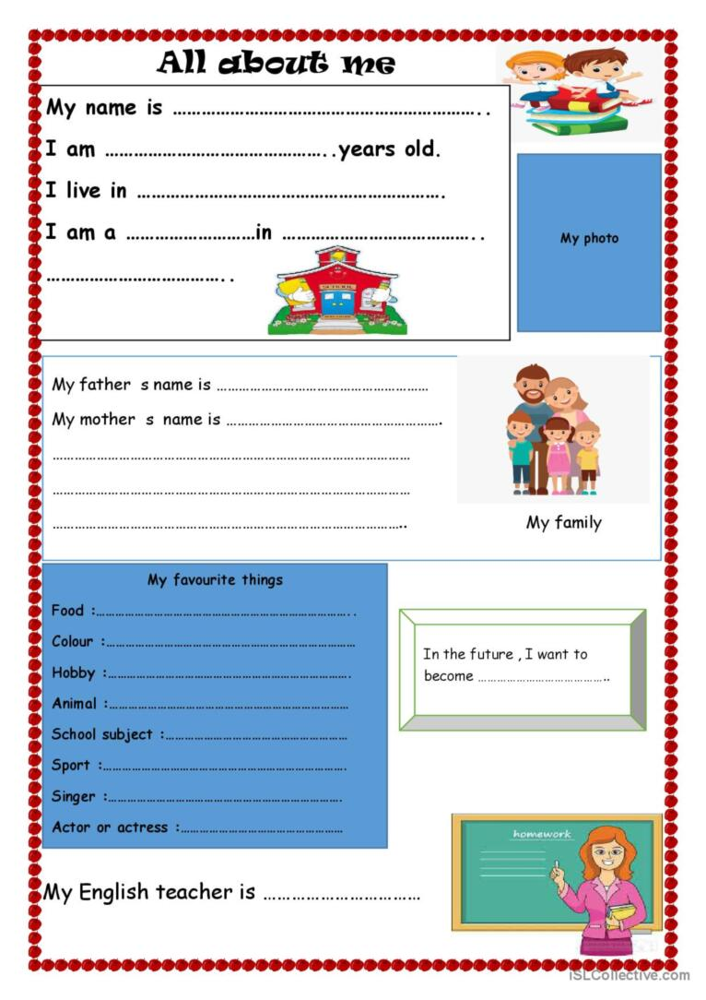 All about me
My name is ……………………………………………………..
I am ……………………………………..years old.
I live in ……………………………………………………….
I am a ………………………in …………………………………..
………………………………..
SCHOOL
My photo
My father  s name is ………………………………………………
My mother  s  name is ……………………………………………….
…………………………………………………………………………………
…………………………………………………………………………………
………………………………………………………………………………..
My family
My favourite things
Food :……………………………………………………………………..
Colour :……………………………………………………………………
Hobby :……………………………………………………………………
Animal :……………………………………………………………………
School subject :…………………………………………………
Sport :……………………………………………………………………
Singer :…………………………………………………………………
Actor or actress :……………………………………………
In the future , I want to
become …………………………………..
homework
My English teacher is ……………………………
iSLCollective.com